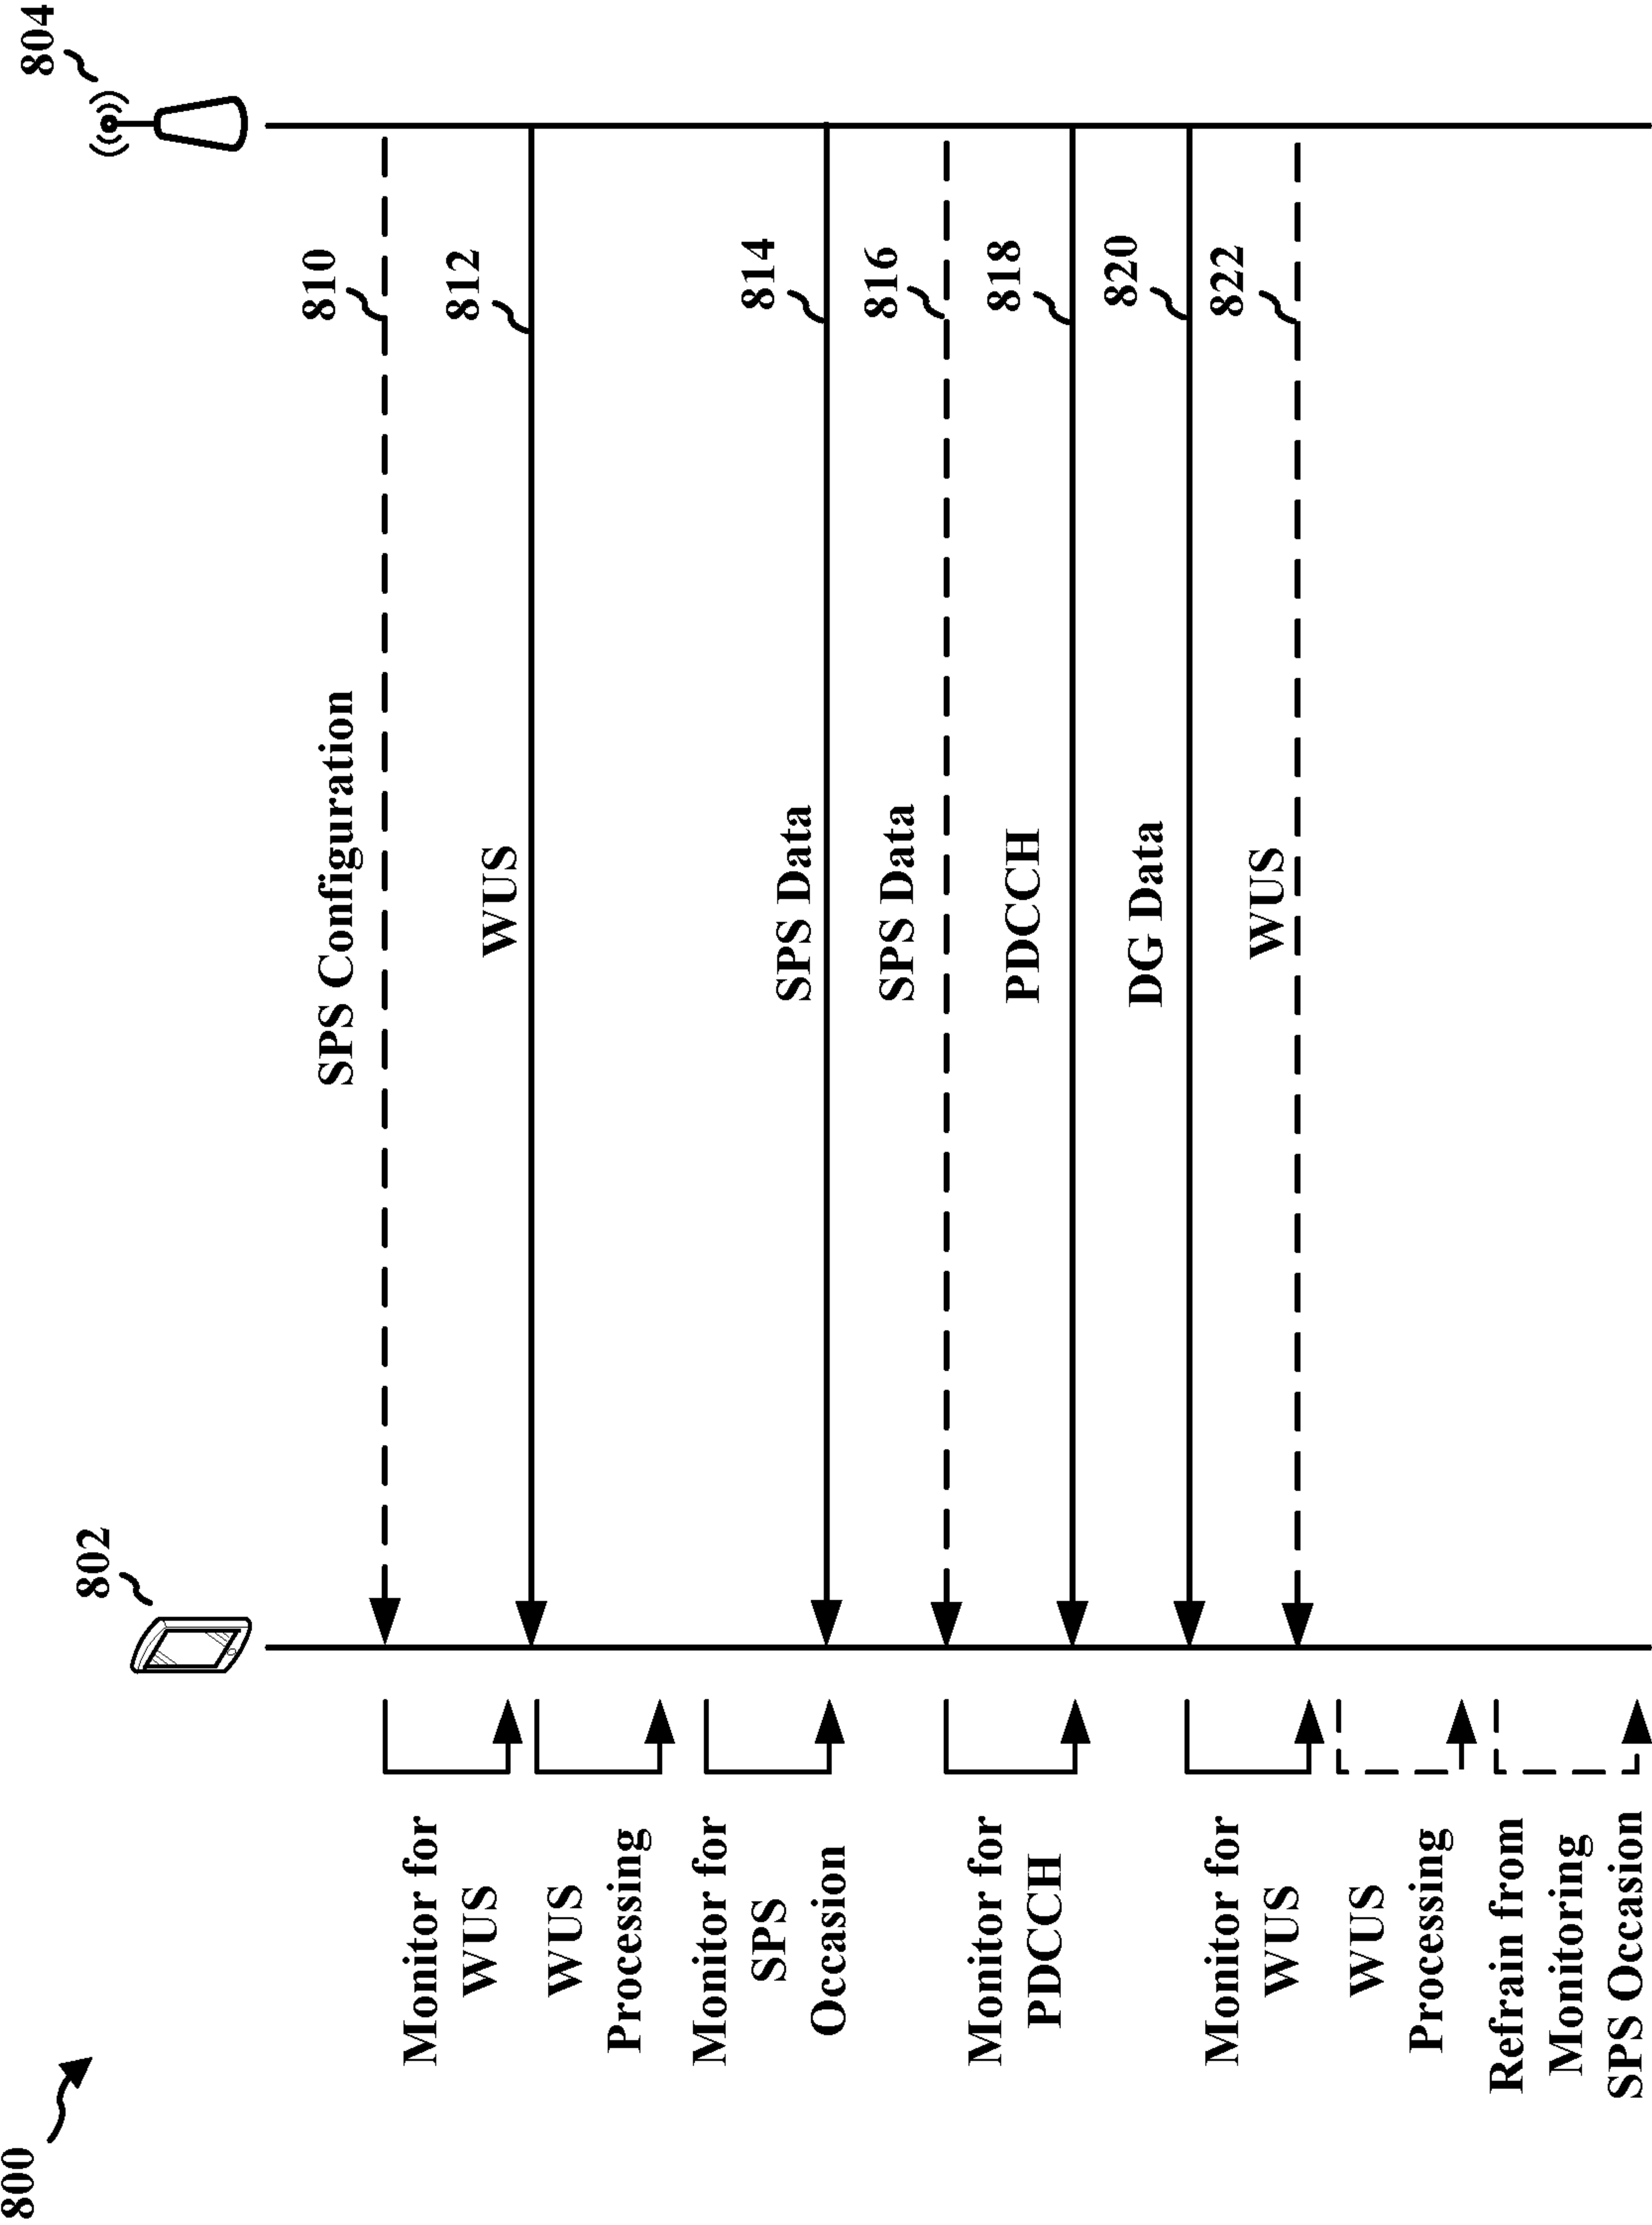 800
802
804
810
SPS Configuration
Monitor for
WUS
812
WUS
WUS
Processing
Monitor for
SPS
Occasion
814
SPS Data
816
SPS Data
Monitor for
PDCCH
818
PDCCH
820
DG Data
Monitor for
WUS
822
WUS
WUS
Processing
Refrain from
Monitoring
SPS Occasion